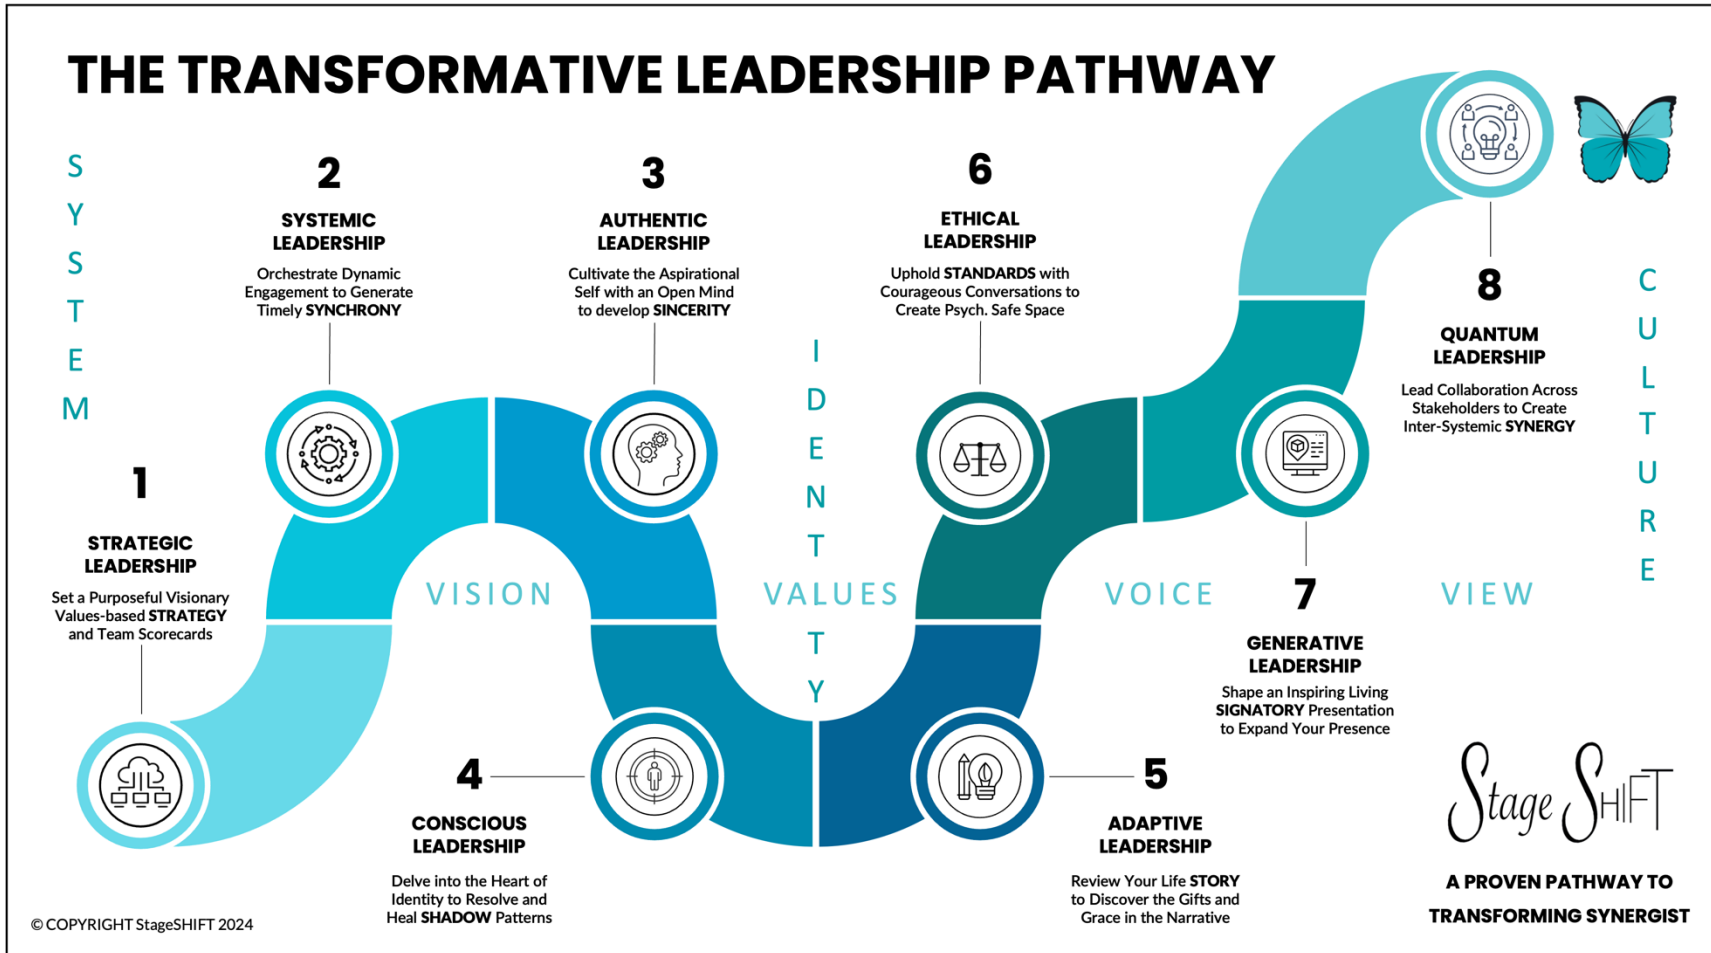 THE TRANSFORMATIVE LEADERSHIP PATHWAY
SYSTEM
1
STRATEGIC
LEADERSHIP
Set a Purposeful Visionary
Values-based STRATEGY
and Team Scorecards
2
SYSTEMIC
LEADERSHIP
Orchestrate Dynamic
Engagement to Generate
Timely SYNCHRONY
3
AUTHENTIC
LEADERSHIP
Cultivate the Aspirational
Self with an Open Mind
to develop SINCERITY
VISION
4
CONSCIOUS
LEADERSHIP
Delve into the Heart of
Identity to Resolve and
Heal SHADOW Patterns
IDENTITY
VALUES
5
ADAPTIVE
LEADERSHIP
Review Your Life STORY
to Discover the Gifts and
Grace in the Narrative
6
ETHICAL
LEADERSHIP
Uphold STANDARDS with
Courageous Conversations to
Create Psych. Safe Space
VOICE
7
GENERATIVE
LEADERSHIP
Shape an Inspiring Living
SIGNATORY Presentation
to Expand Your Presence
8
QUANTUM
LEADERSHIP
Lead Collaboration Across
Stakeholders to Create
Inter-Systemic SYNERGY
VIEW
CULTURE
Stage SHIFT
A PROVEN PATHWAY TO
TRANSFORMING SYNERGIST
© COPYRIGHT StageSHIFT 2024